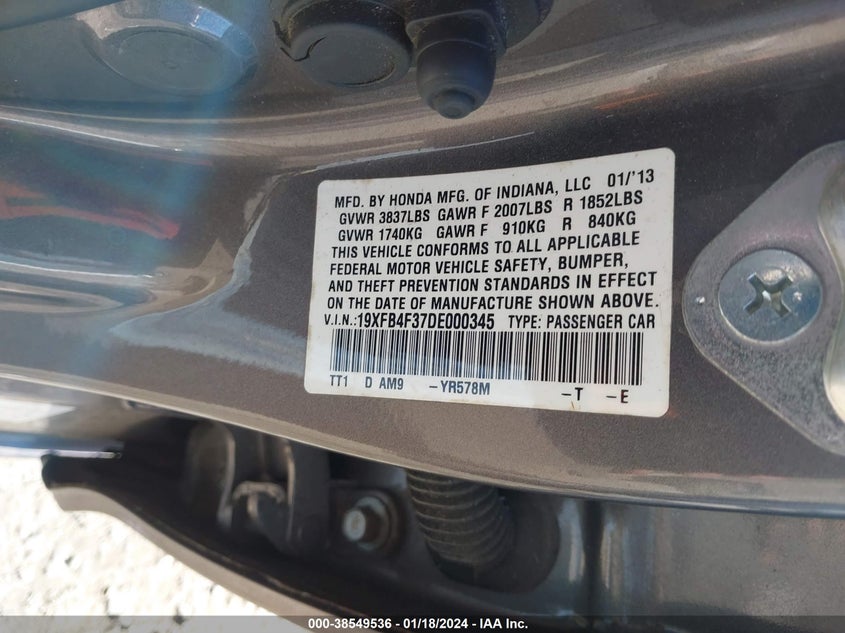 MFD. BY HONDA MFG. OF INDIANA, LLC 01/'13
GVWR 3837LBS GAWR F 2007LBS R 1852LBS
GVWR 1740KG GAWR F 910KG R 840KG
THIS VEHICLE CONFORMS TO ALL APPLICABLE
FEDERAL MOTOR VEHICLE SAFETY, BUMPER,
AND THEFT PREVENTION STANDARDS IN EFFECT
ON THE DATE OF MANUFACTURE SHOWN ABOVE.
V.I.N.:19XFB4F37DE000345 TYPE: PASSENGER CAR
TT1 D AM9 -YR578M -T -E
000-38549536 - 01/18/2024 - IAA Inc.